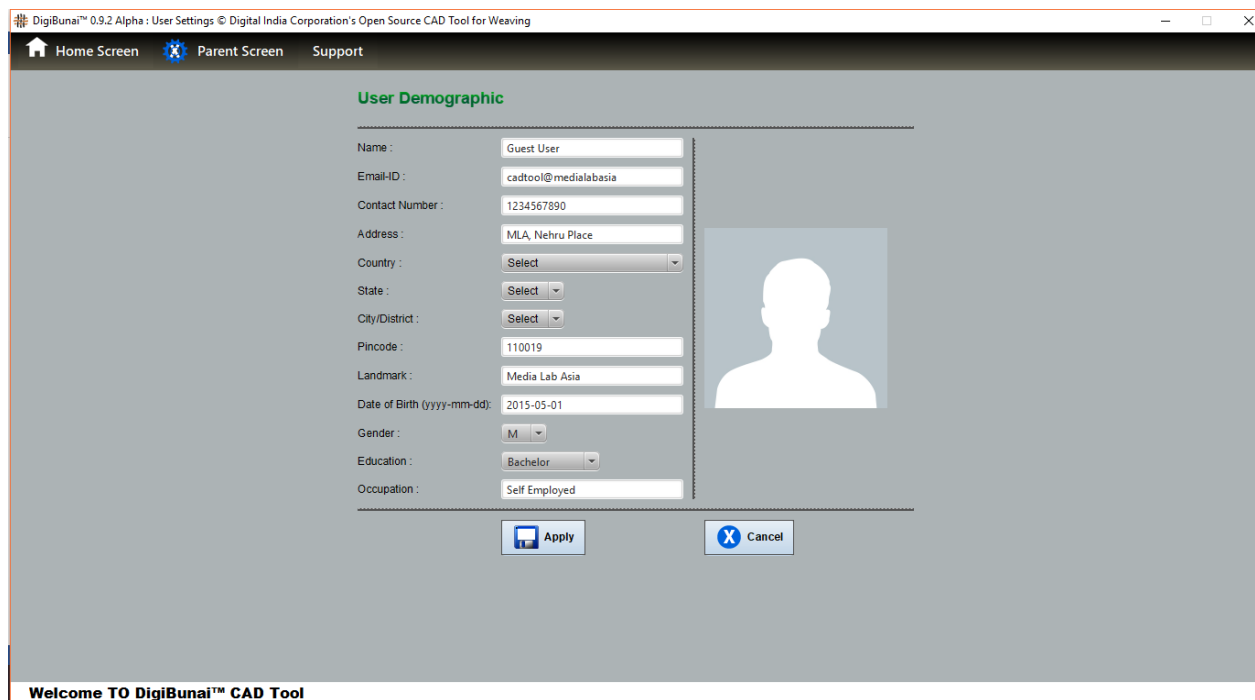 DigiBunai™ 0.9.2 Alpha : User Settings © Digital India Corporation's Open Source CAD Tool for Weaving
Home Screen Parent Screen Support
User Demographic
Name : Guest User
Email-ID : cadtool@medialabasia
Contact Number : 1234567890
Address : MLA, Nehru Place
Country : Select
State : Select
City/District : Select
Pincode : 110019
Landmark : Media Lab Asia
Date of Birth (yyyy-mm-dd): 2015-05-01
Gender : M
Education : Bachelor
Occupation : Self Employed
Apply X Cancel
Welcome TO DigiBunai™ CAD Tool